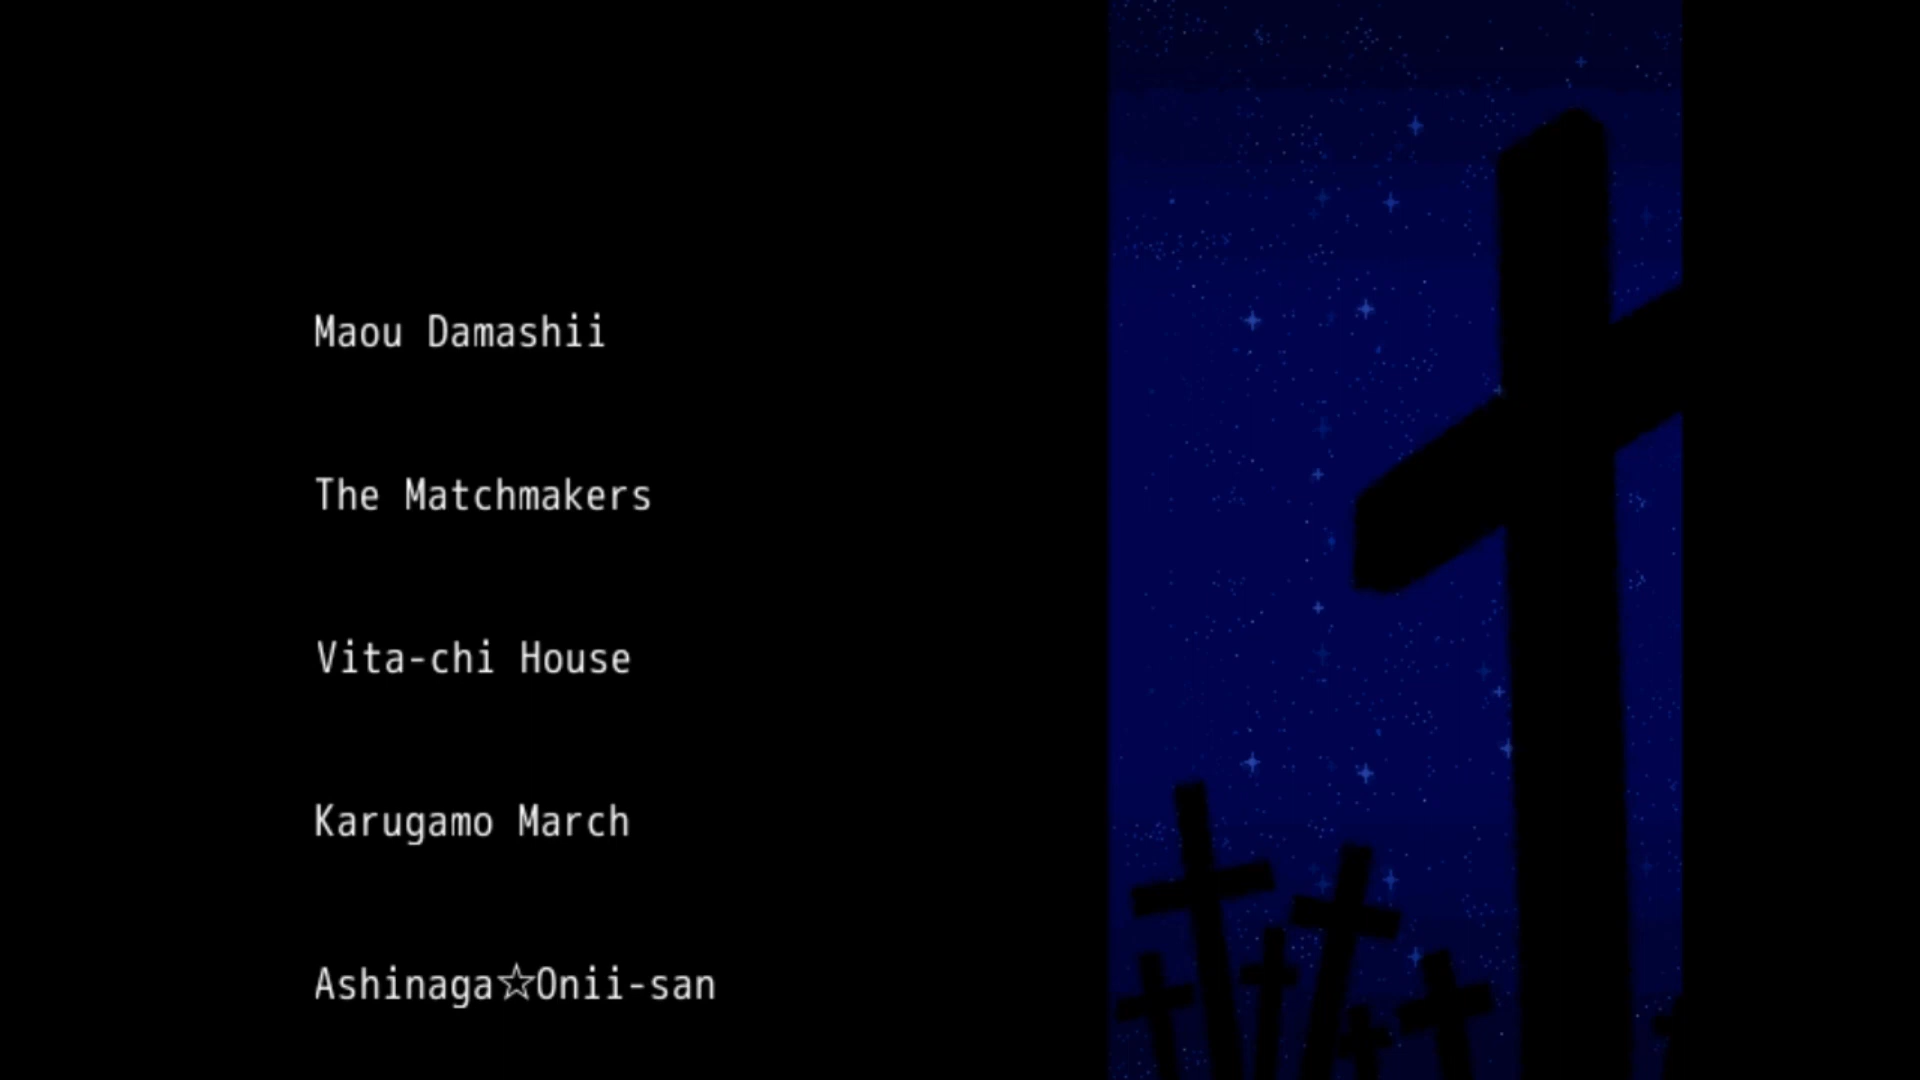 Maou Damashii
The Matchmakers
Vita-chi House
Karugamo March
Ashinaga☆Onii-san